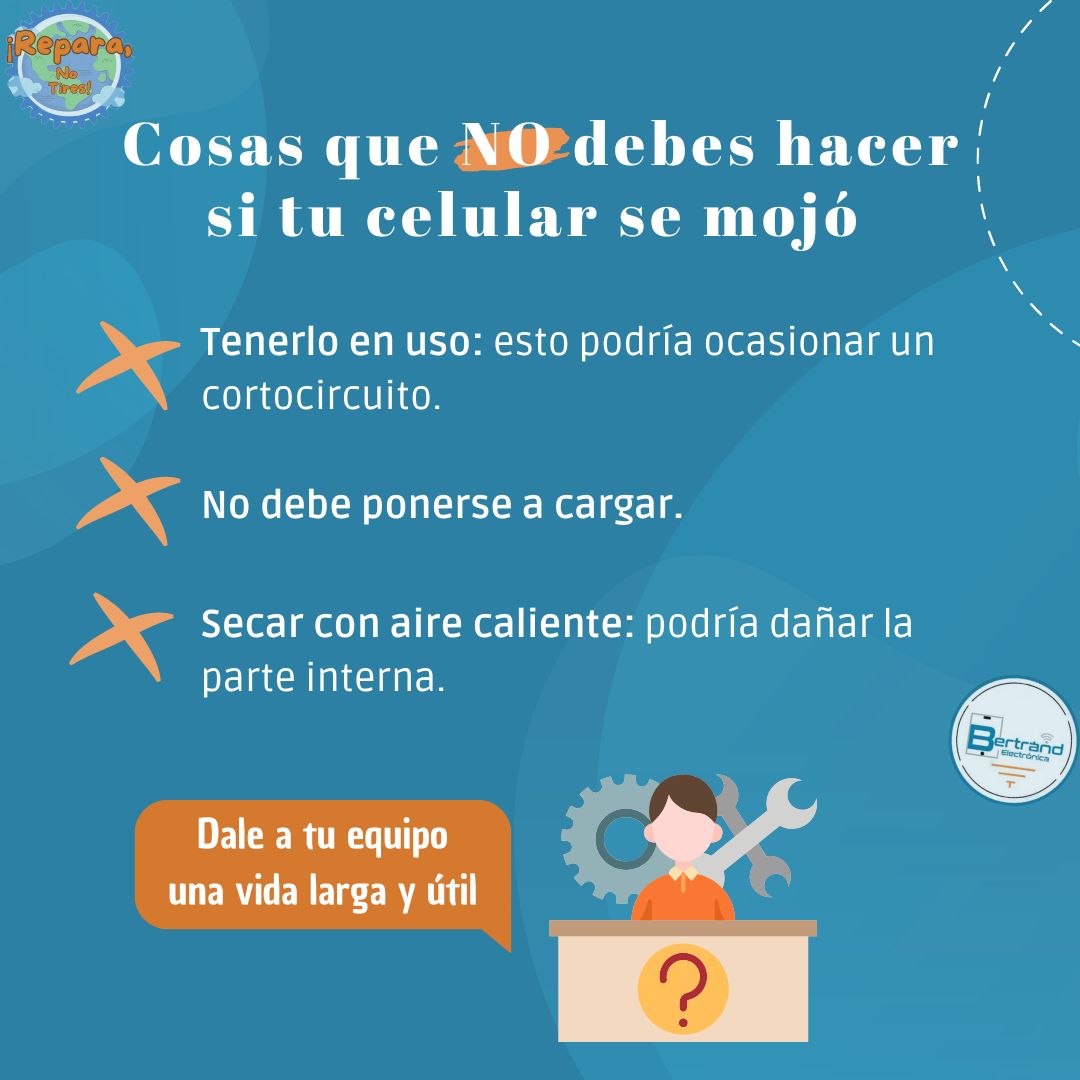 ¡Repara,
No
Tires!
Cosas que NO debes hacer
si tu celular se mojó
Tenerlo en uso: esto podría ocasionar un
cortocircuito.
No debe ponerse a cargar.
Secar con aire caliente: podría dañar la
parte interna.
Bertrand
Electrónica
Dale a tu equipo
una vida larga y útil
?